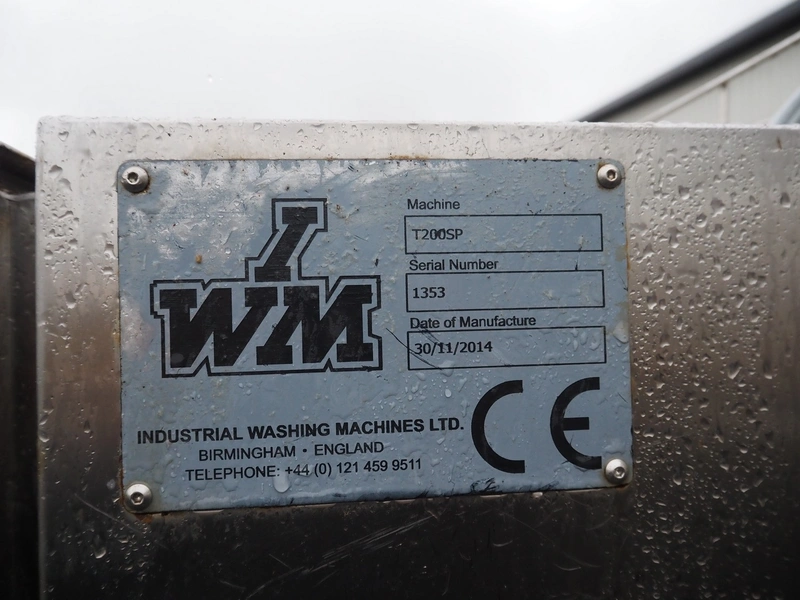 I
WM
Machine
T200SP
Serial Number
1353
Date of Manufacture
30/11/2014
INDUSTRIAL WASHING MACHINES LTD.
BIRMINGHAM • ENGLAND
TELEPHONE: +44 (0) 121 459 9511
CE